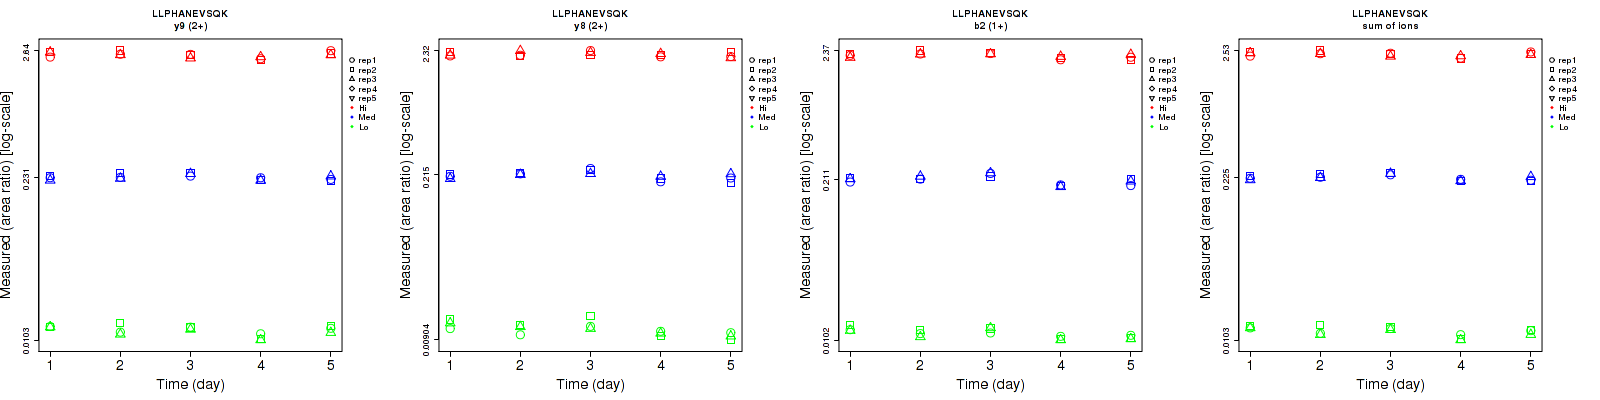 LLPHANEVSQK
y9 (2+)
Measured (area ratio) [log-scale]
2.64
0.231
0.0103
1 2 3 4 5
Time (day)
rep1
rep2
rep3
rep4
rep5
Hi
Med
Lo
LLPHANEVSQK
y8 (2+)
Measured (area ratio) [log-scale]
2.32
0.215
0.00904
1 2 3 4 5
Time (day)
rep1
rep2
rep3
rep4
rep5
Hi
Med
Lo
LLPHANEVSQK
b2 (1+)
Measured (area ratio) [log-scale]
2.37
0.211
0.0102
1 2 3 4 5
Time (day)
rep1
rep2
rep3
rep4
rep5
Hi
Med
Lo
LLPHANEVSQK
sum of ions
Measured (area ratio) [log-scale]
2.53
0.225
0.0103
1 2 3 4 5
Time (day)
rep1
rep2
rep3
rep4
rep5
Hi
Med
Lo